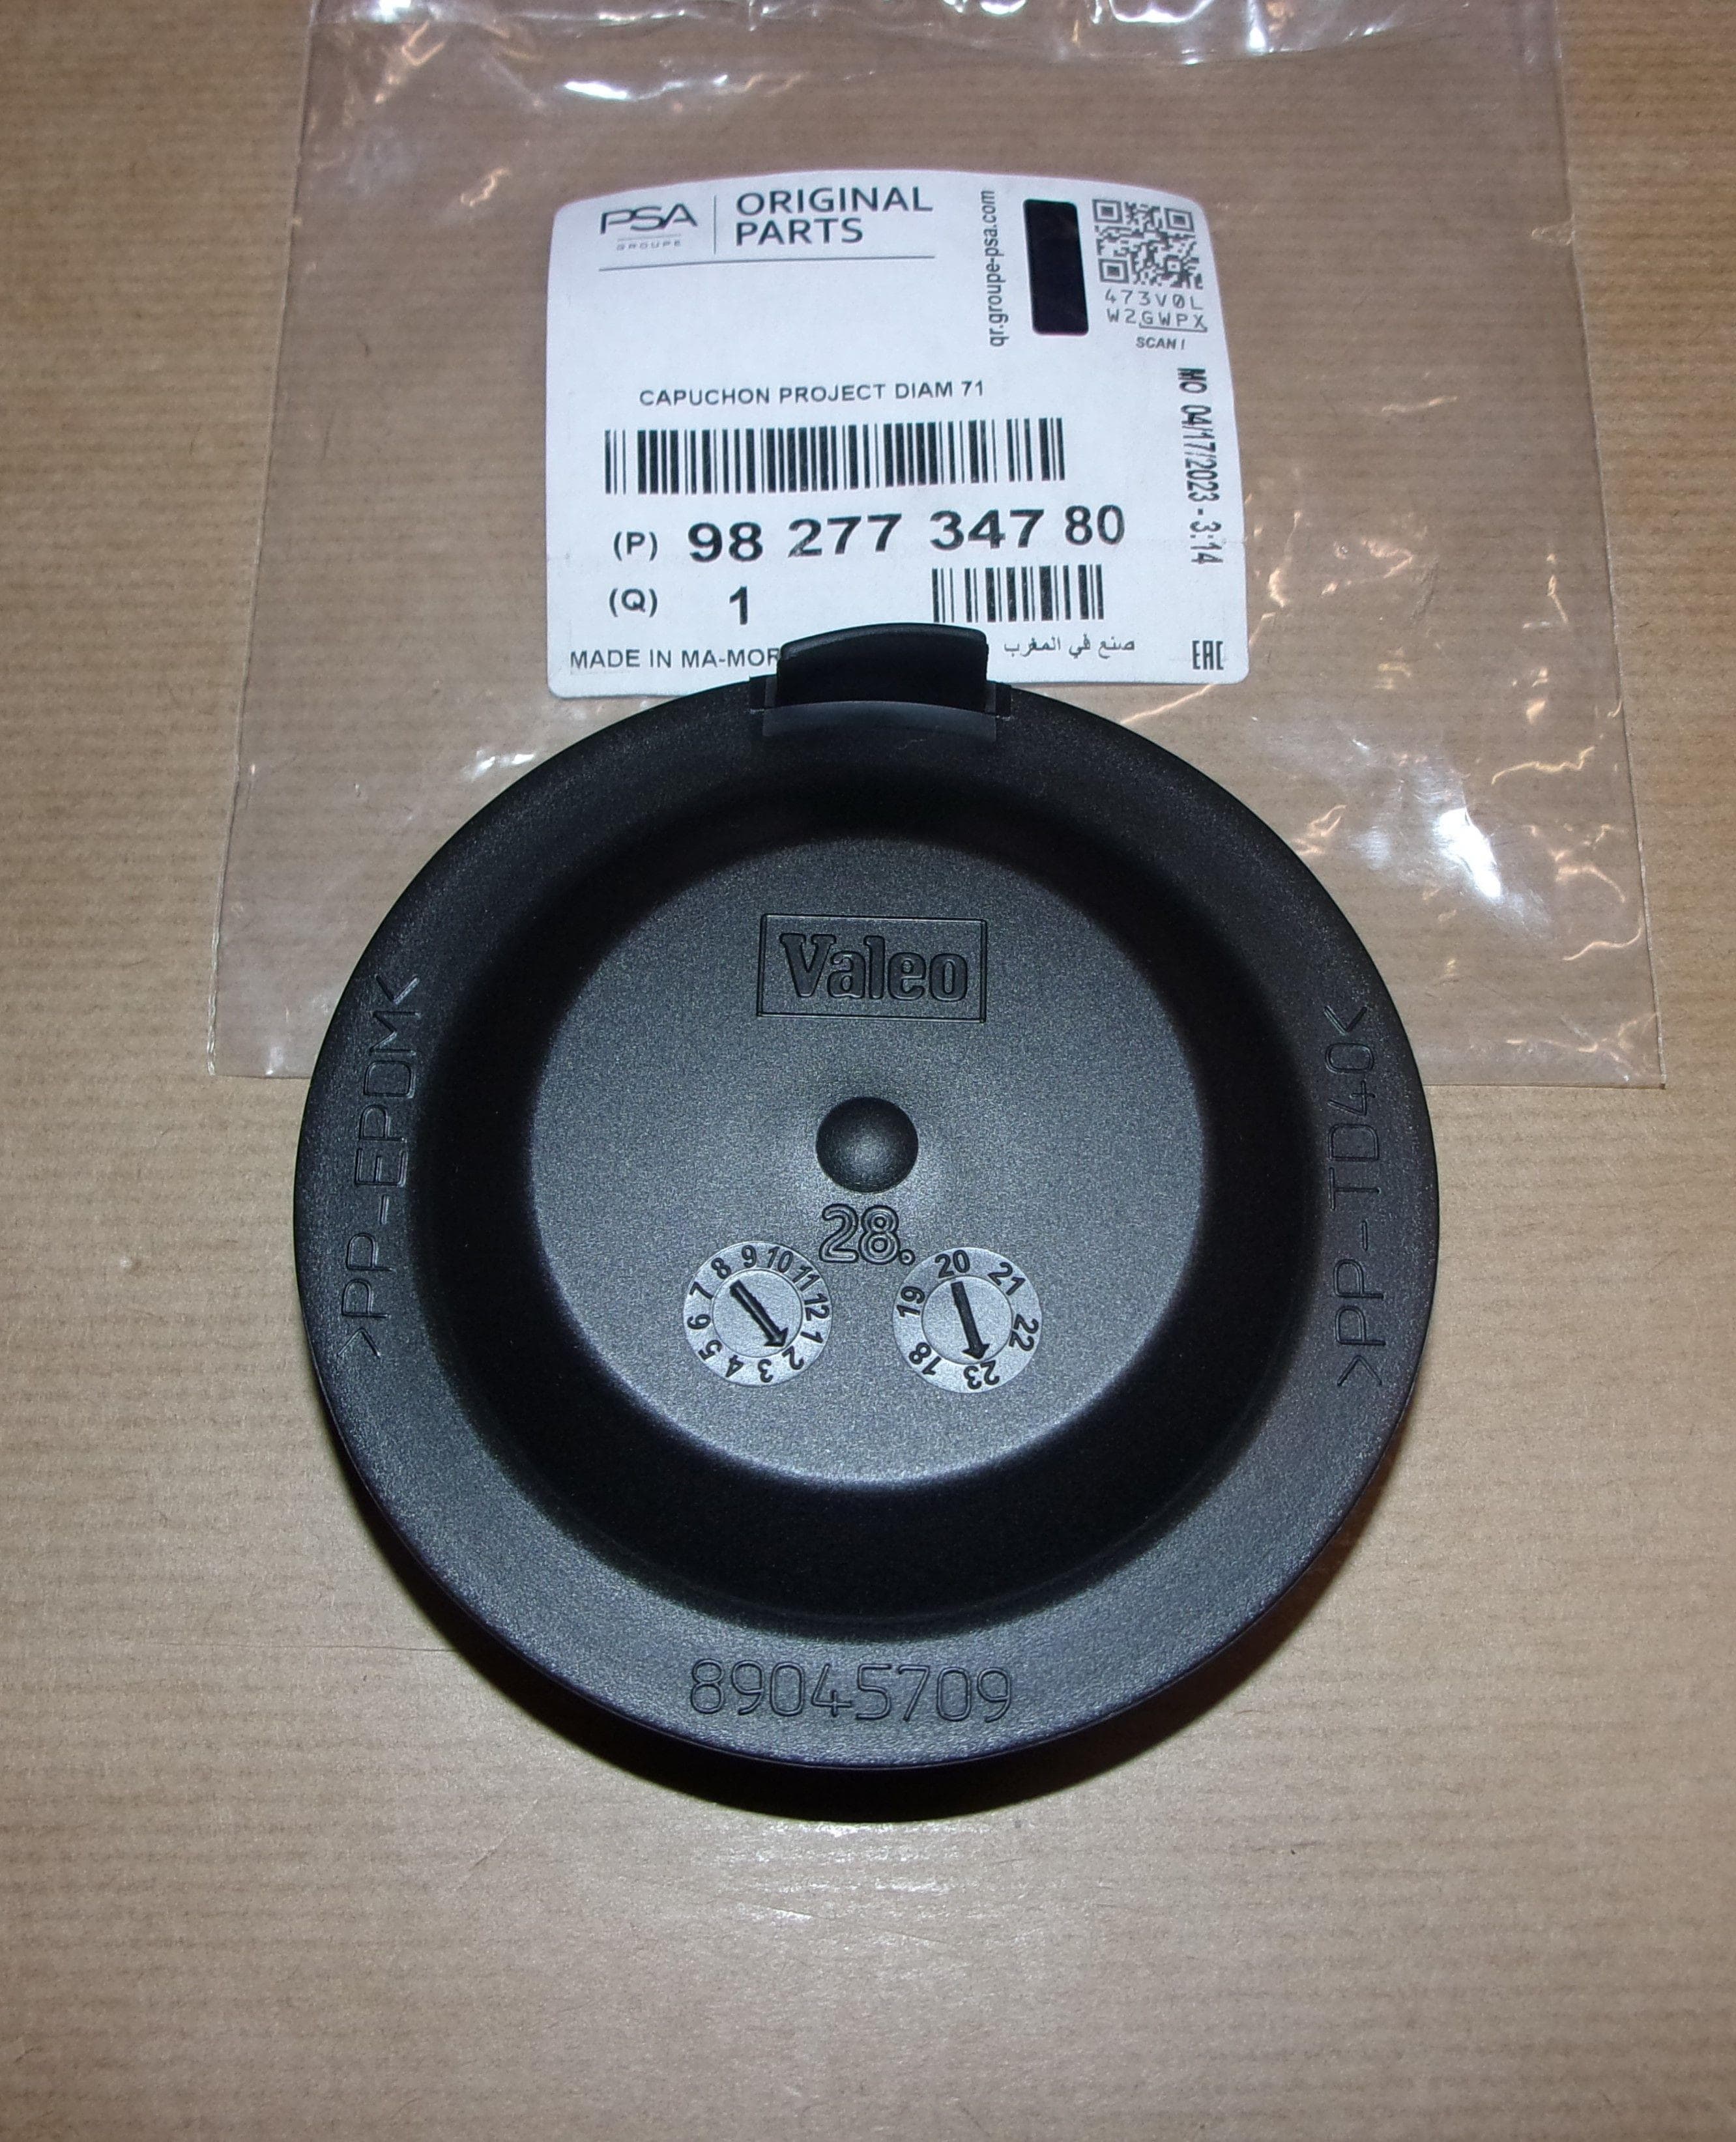 PSA
GROUPE
ORIGINAL
PARTS
qr.groupe-psa.com
473V0L
W2GWPX
SCAN !
MO 04/17/2023 - 3:14
CAPUCHON PROJECT DIAM 71
(P) 98 277 347 80
(Q) 1
MADE IN MA-MOR
صنع في المغرب
EAC
Valeo
>PP-EPDM<
>PP-TD40<
28.
1 2 3 4 5 6 7 8 9 10 11 12
18 19 20 21 22 23
89045709